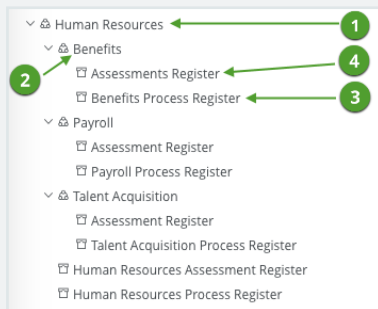 Human Resources 1
Benefits
Assessments Register 4
2
Benefits Process Register 3
Payroll
Assessment Register
Payroll Process Register
Talent Acquisition
Assessment Register
Talent Acquisition Process Register
Human Resources Assessment Register
Human Resources Process Register